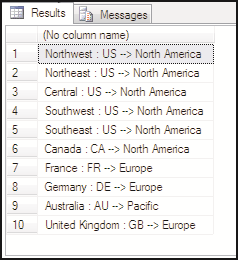 Results Messages
(No column name)
1 Northwest : US --> North America
2 Northeast : US --> North America
3 Central : US --> North America
4 Southwest : US --> North America
5 Southeast : US --> North America
6 Canada : CA --> North America
7 France : FR --> Europe
8 Germany : DE --> Europe
9 Australia : AU --> Pacific
10 United Kingdom : GB --> Europe